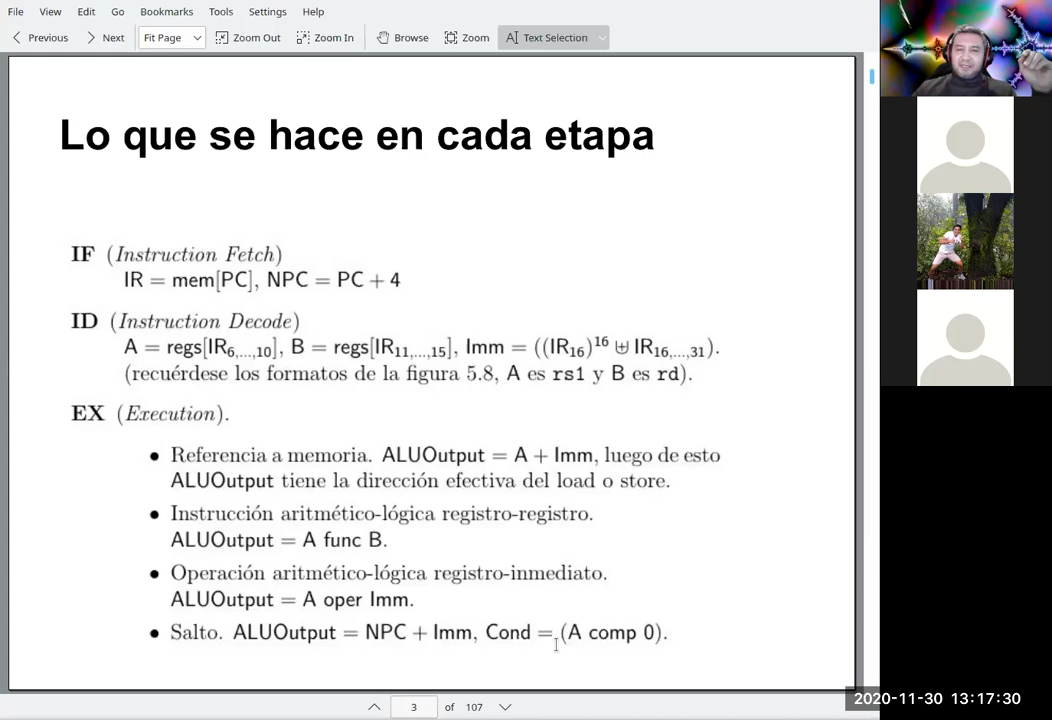 File View Edit Go Bookmarks Tools Settings Help
Previous Next Fit Page Zoom Out Zoom In Browse Zoom Text Selection
Lo que se hace en cada etapa
IF (Instruction Fetch)
IR = mem[PC], NPC = PC + 4
ID (Instruction Decode)
A = regs[IR6,...,10], B = regs[IR11,...,15], Imm = ((IR16)^16 ⊎ IR16,...,31).
(recuérdese los formatos de la figura 5.8, A es rs1 y B es rd).
EX (Execution).
• Referencia a memoria. ALUOutput = A + Imm, luego de esto
ALUOutput tiene la dirección efectiva del load o store.
• Instrucción aritmético-lógica registro-registro.
ALUOutput = A func B.
• Operación aritmético-lógica registro-inmediato.
ALUOutput = A oper Imm.
• Salto. ALUOutput = NPC + Imm, Cond = (A comp 0).
3 of 107
2020-11-30 13:17:30